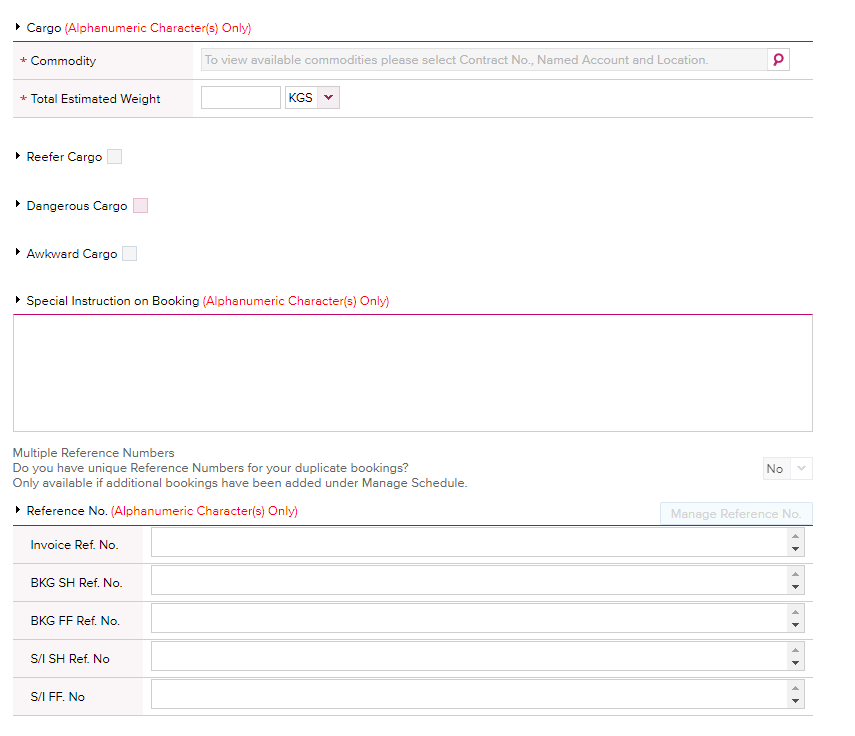 Cargo (Alphanumeric Character(s) Only)
* Commodity
To view available commodities please select Contract No., Named Account and Location.
* Total Estimated Weight
KGS
Reefer Cargo
Dangerous Cargo
Awkward Cargo
Special Instruction on Booking (Alphanumeric Character(s) Only)
Multiple Reference Numbers
Do you have unique Reference Numbers for your duplicate bookings?
No
Only available if additional bookings have been added under Manage Schedule.
Reference No. (Alphanumeric Character(s) Only)
Manage Reference No.
Invoice Ref. No.
BKG SH Ref. No.
BKG FF Ref. No.
S/I SH Ref. No
S/I FF. No